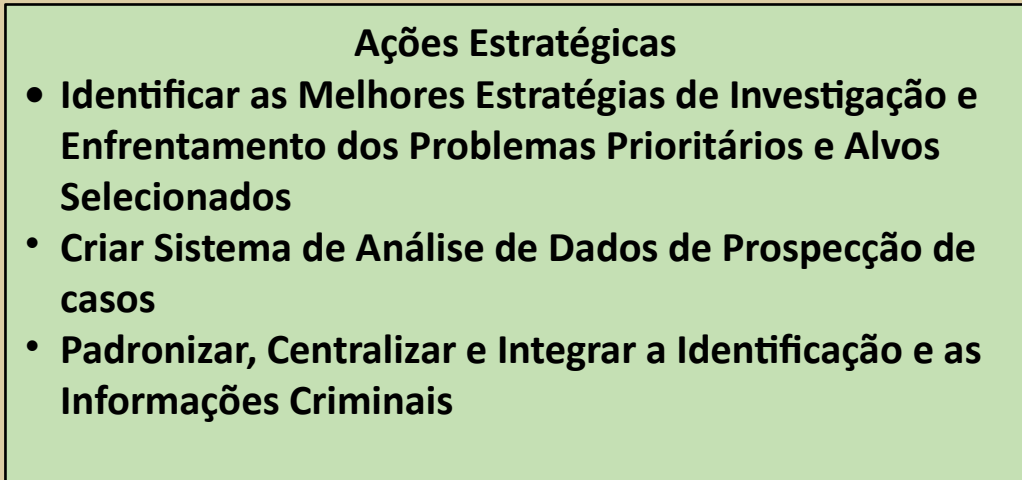 Ações Estratégicas
• Identificar as Melhores Estratégias de Investigação e
Enfrentamento dos Problemas Prioritários e Alvos
Selecionados
• Criar Sistema de Análise de Dados de Prospecção de
casos
• Padronizar, Centralizar e Integrar a Identificação e as
Informações Criminais